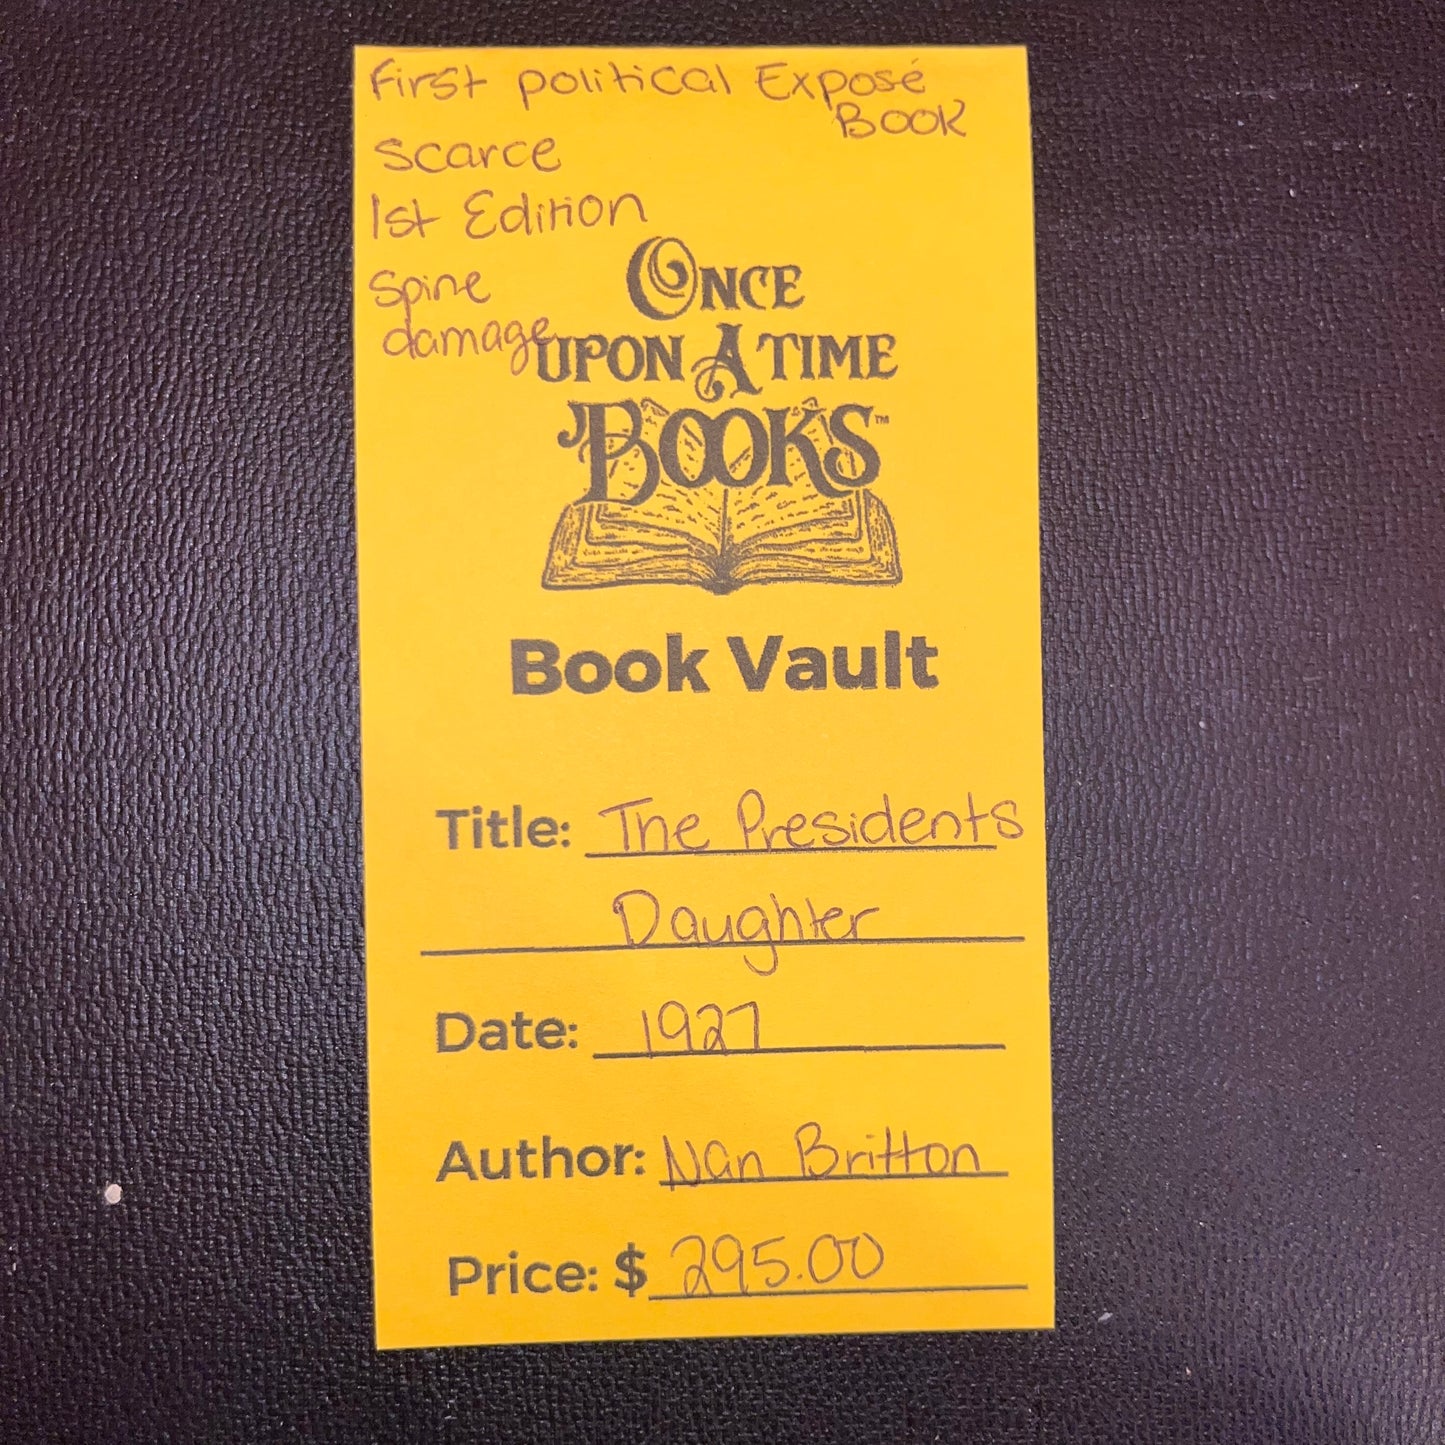 First political Exposé
Book
Scarce
1st Edition
Spine
damage
ONCE
UPON A TIME
BOOKS™
Book Vault
Title: The Presidents
Daughter
Date: 1927
Author: Nan Britton
Price: $ 295.00